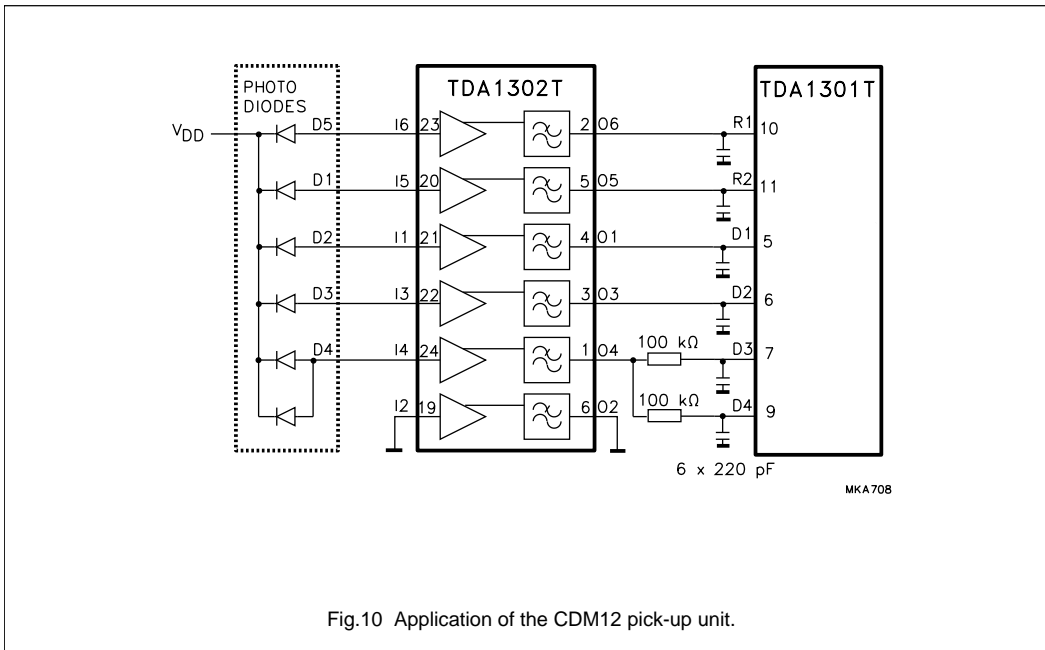 PHOTO
DIODES
TDA1302T
TDA1301T
VDD
D5 I6 23 2 O6 R1 10
D1 I5 20 5 O5 R2 11
D2 I1 21 4 O1 D1 5
D3 I3 22 3 O3 D2 6
D4 I4 24 1 O4 100 kΩ D3 7
I2 19 6 O2 100 kΩ D4 9
6 x 220 pF
MKA708
Fig.10 Application of the CDM12 pick-up unit.